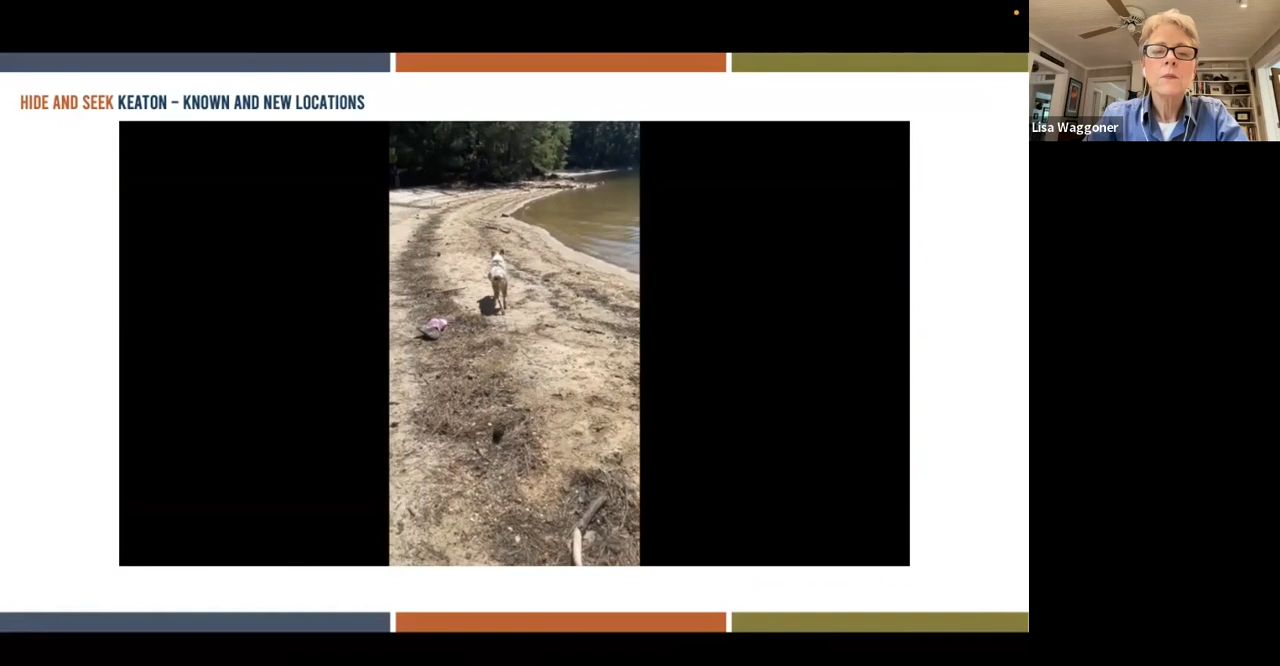 HIDE AND SEEK KEATON – KNOWN AND NEW LOCATIONS
Lisa Waggoner